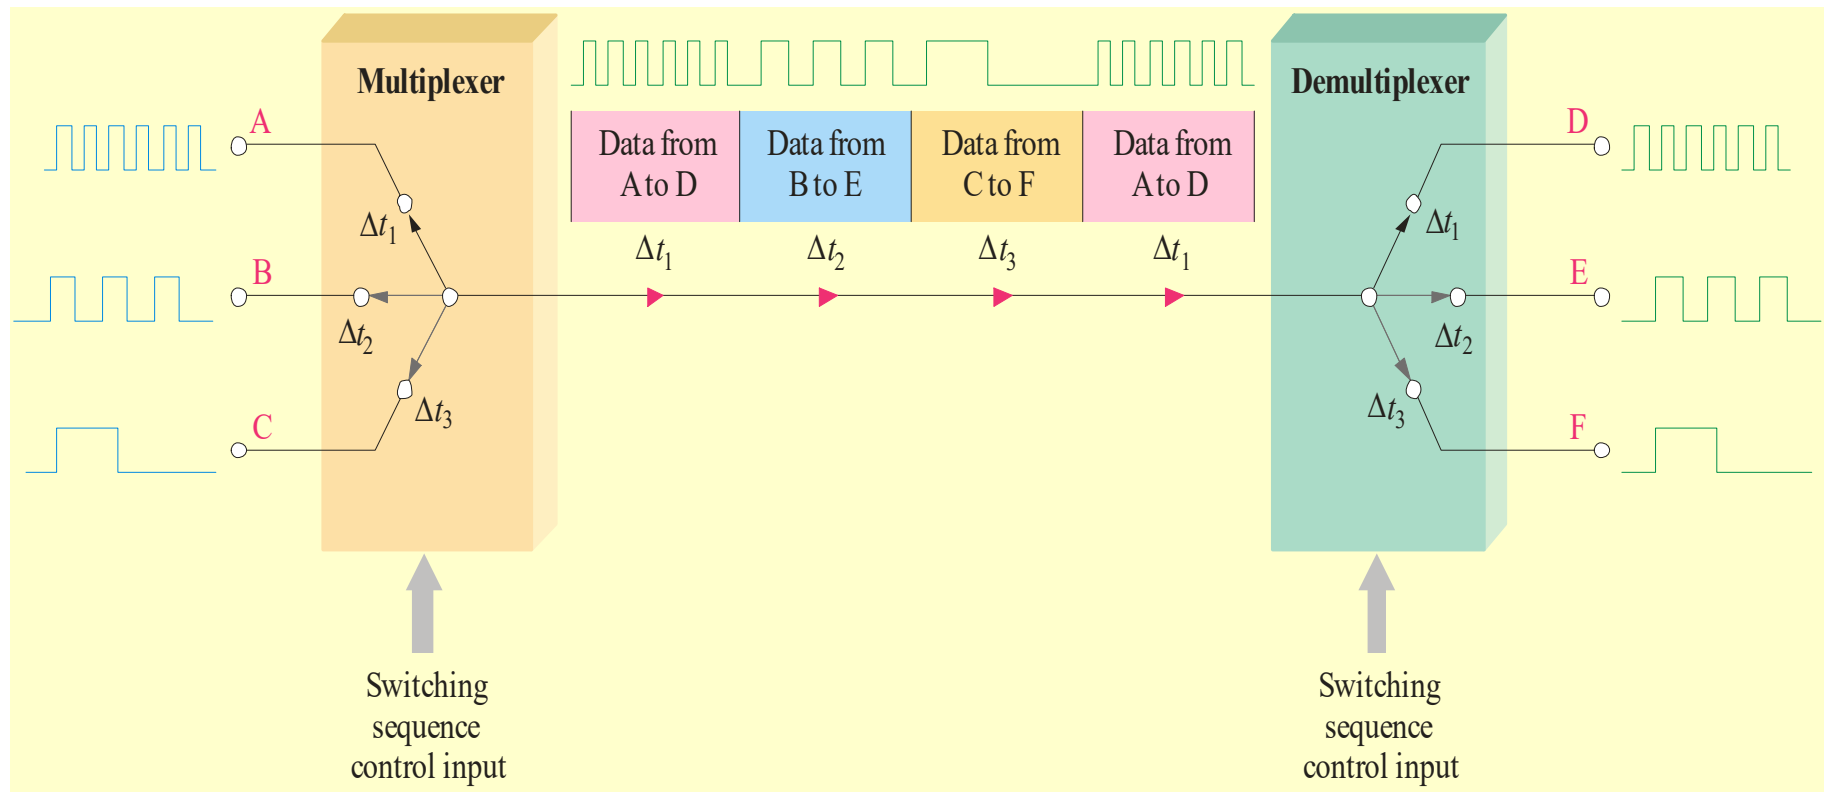 Multiplexer
Demultiplexer
A
Data from
A to D
Data from
B to E
Data from
C to F
Data from
A to D
D
Δt₁
Δt₁
Δt₂
Δt₃
Δt₁
Δt₁
B
E
Δt₂
Δt₂
C
Δt₃
Δt₃
F
Switching
sequence
control input
Switching
sequence
control input